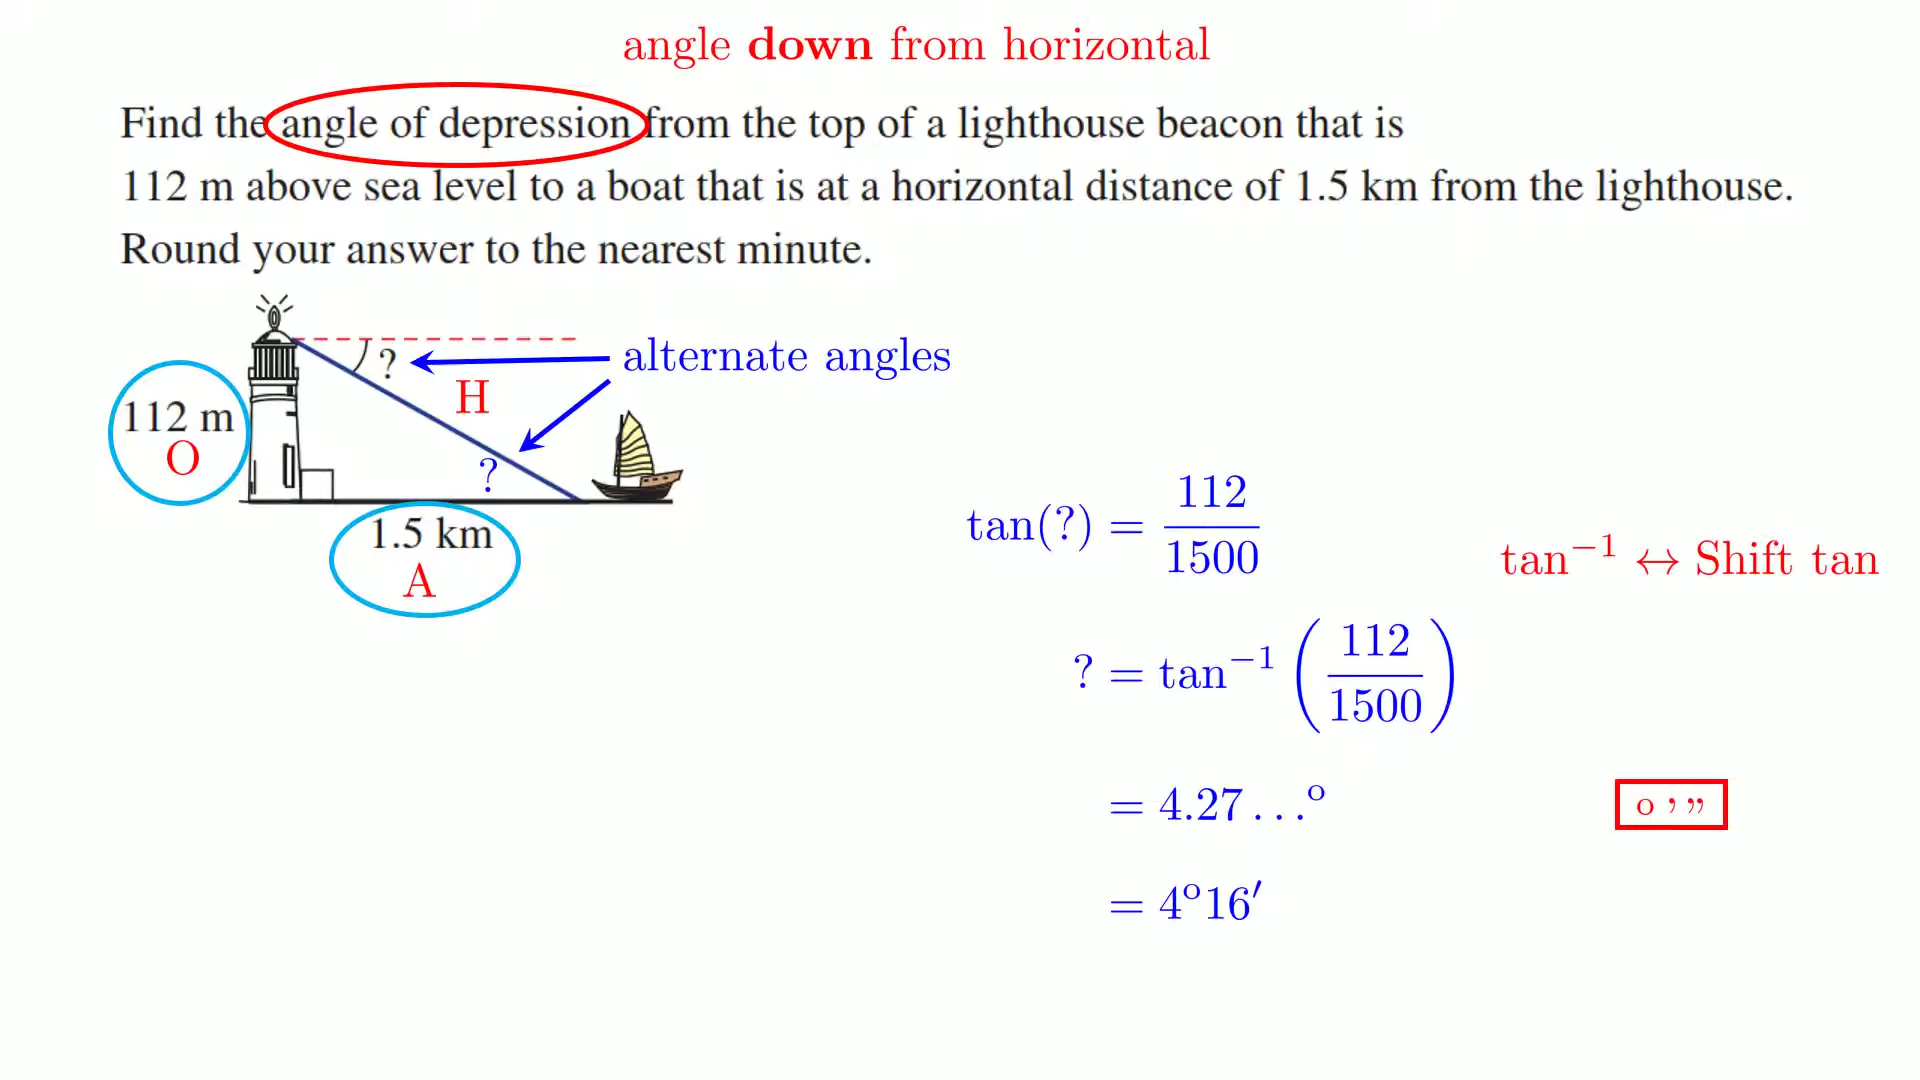 angle down from horizontal
Find the angle of depression from the top of a lighthouse beacon that is
112 m above sea level to a boat that is at a horizontal distance of 1.5 km from the lighthouse.
Round your answer to the nearest minute.
? alternate angles
H
112 m
O
?
1.5 km
A
tan(?) = 112/1500
tan⁻¹ ↔ Shift tan
? = tan⁻¹ (112/1500)
= 4.27...°
° ’ ”
= 4°16′